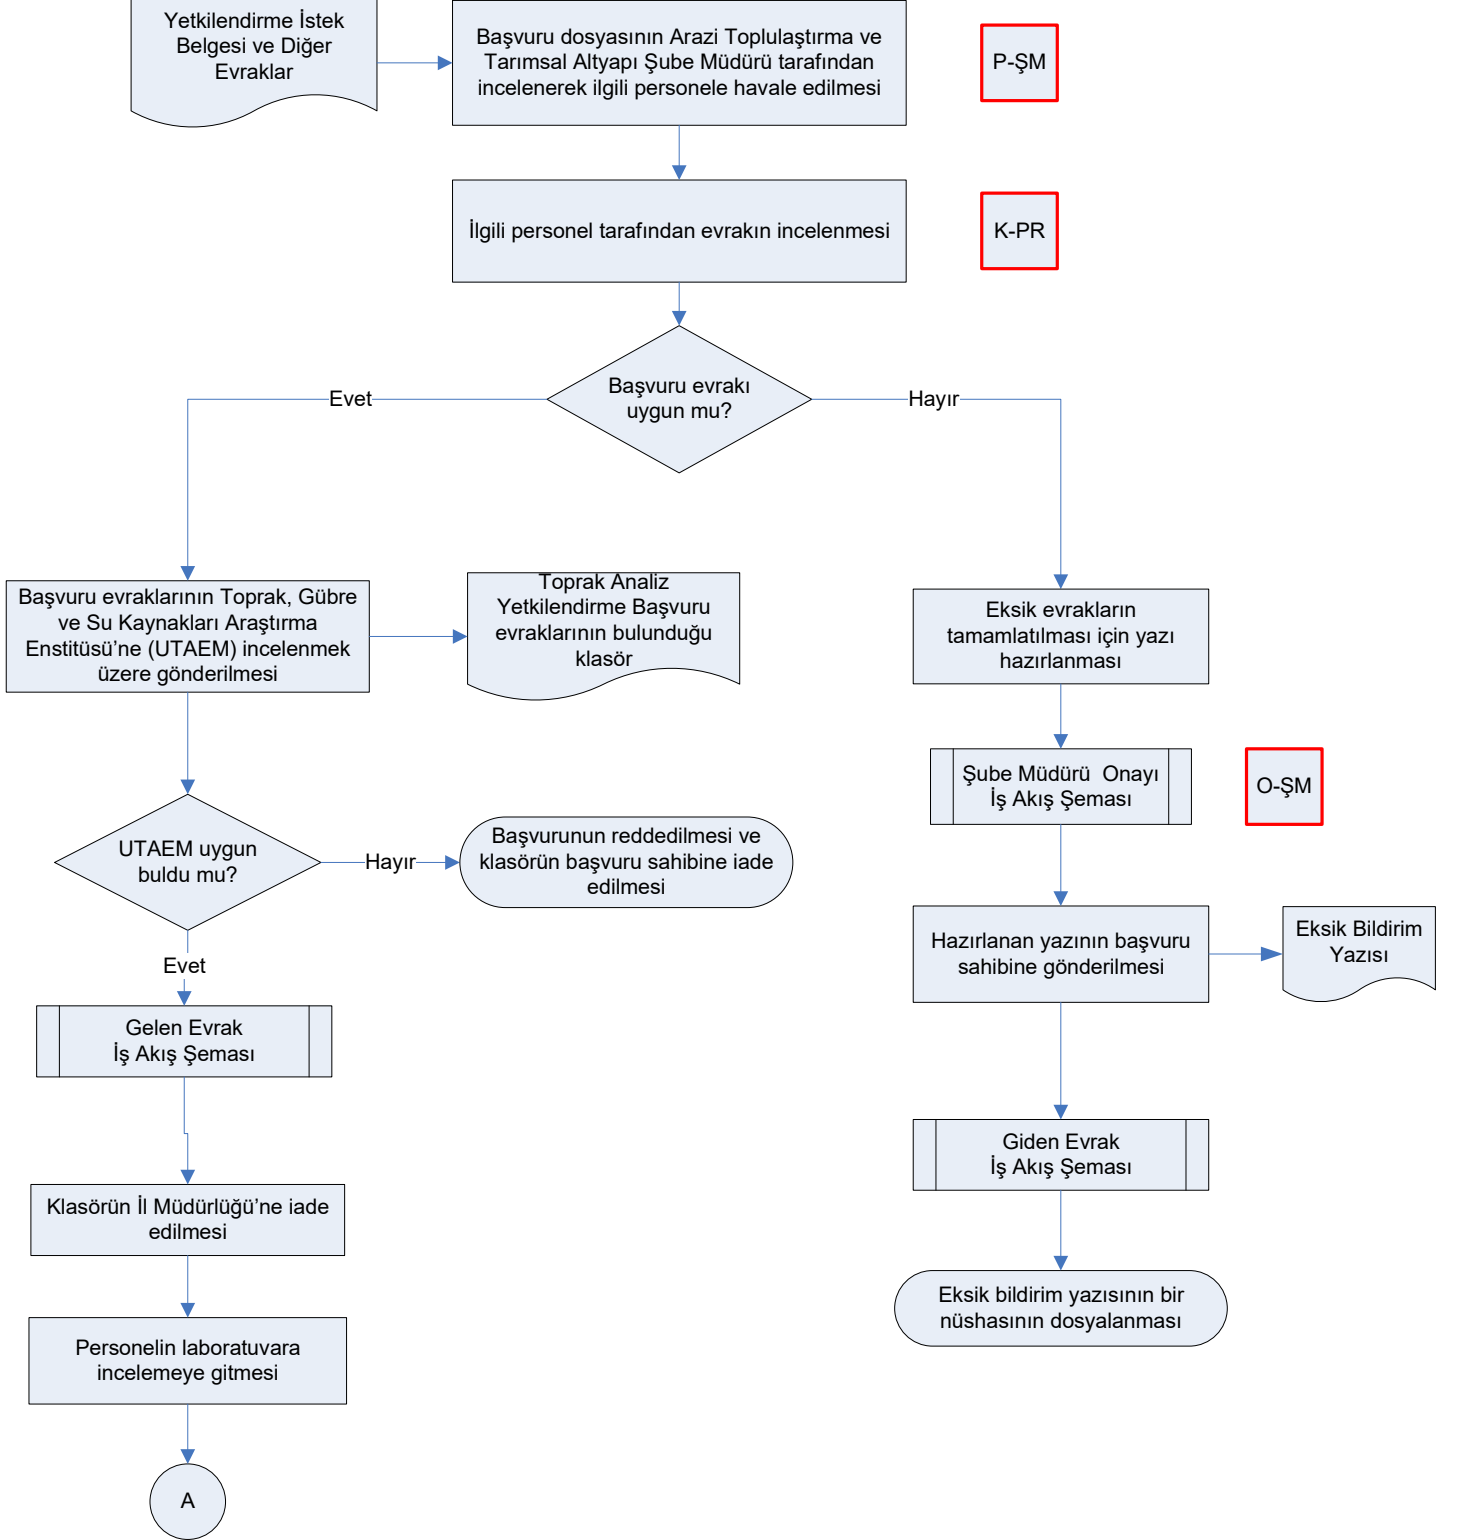 Yetkilendirme İstek
Belgesi ve Diğer
Evraklar
Başvuru dosyasının Arazi Toplulaştırma ve
Tarımsal Altyapı Şube Müdürü tarafından
incelenerek ilgili personele havale edilmesi
P-ŞM
İlgili personel tarafından evrakın incelenmesi
K-PR
Başvuru evrakı
uygun mu?
Evet
Hayır
Başvuru evraklarının Toprak, Gübre
ve Su Kaynakları Araştırma
Enstitüsü’ne (UTAEM) incelenmek
üzere gönderilmesi
Toprak Analiz
Yetkilendirme Başvuru
evraklarının bulunduğu
klasör
Eksik evrakların
tamamlatılması için yazı
hazırlanması
Şube Müdürü  Onayı
İş Akış Şeması
O-ŞM
UTAEM uygun
buldu mu?
Hayır
Başvurunun reddedilmesi ve
klasörün başvuru sahibine iade
edilmesi
Hazırlanan yazının başvuru
sahibine gönderilmesi
Eksik Bildirim
Yazısı
Evet
Gelen Evrak
İş Akış Şeması
Giden Evrak
İş Akış Şeması
Klasörün İl Müdürlüğü’ne iade
edilmesi
Eksik bildirim yazısının bir
nüshasının dosyalanması
Personelin laboratuvara
incelemeye gitmesi
A